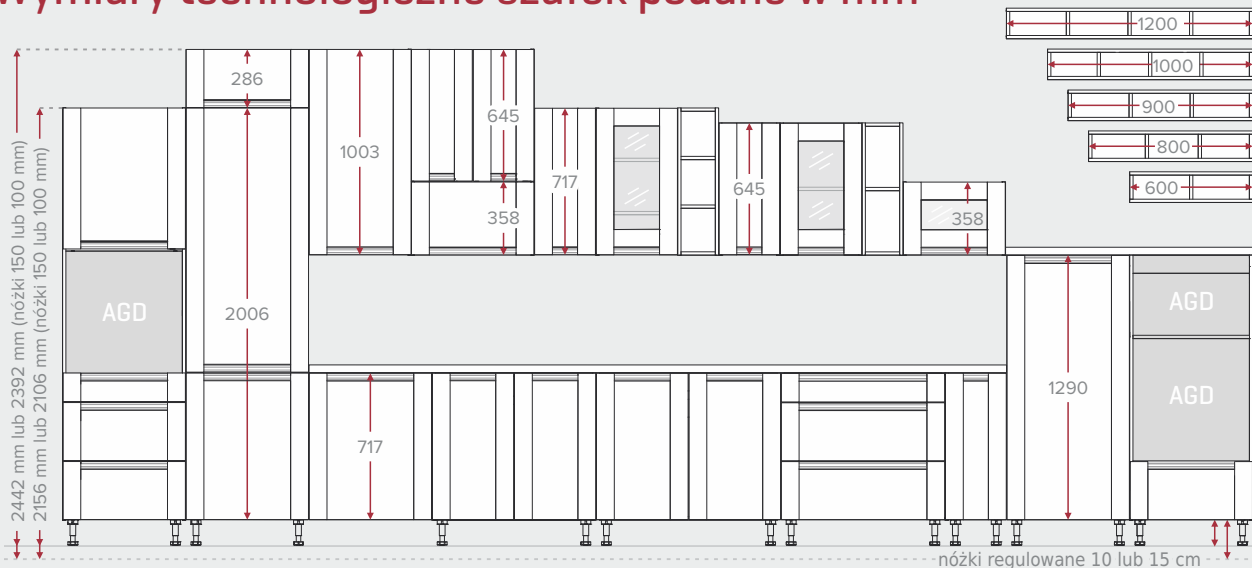 wymiary technologiczne szafek podano w mm
1200
1000
900
800
600
286
645
1003
717
358
645
358
2442 mm lub 2392 mm (nóżki 150 lub 100 mm)
2156 mm lub 2106 mm (nóżki 150 lub 100 mm)
AGD
2006
AGD
717
1290
AGD
nóżki regulowane 10 lub 15 cm